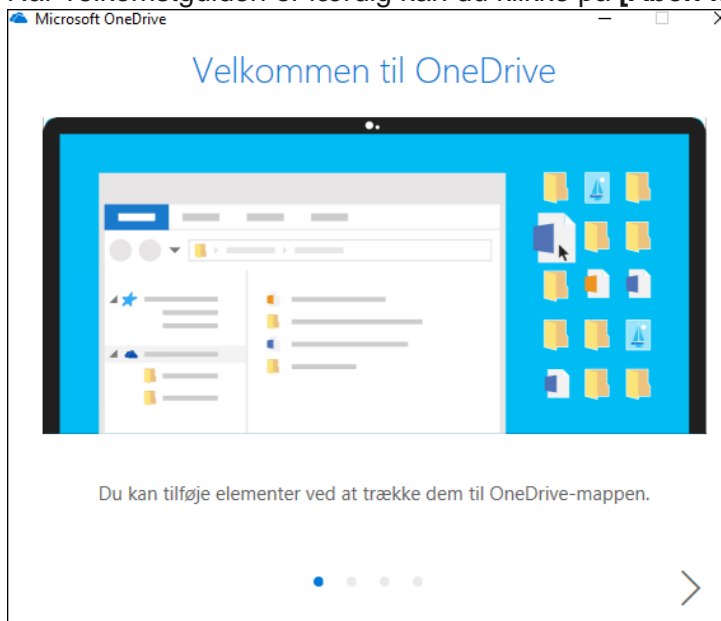 Microsoft OneDrive
Velkommen til OneDrive
Du kan tilføje elementer ved at trække dem til OneDrive-mappen.